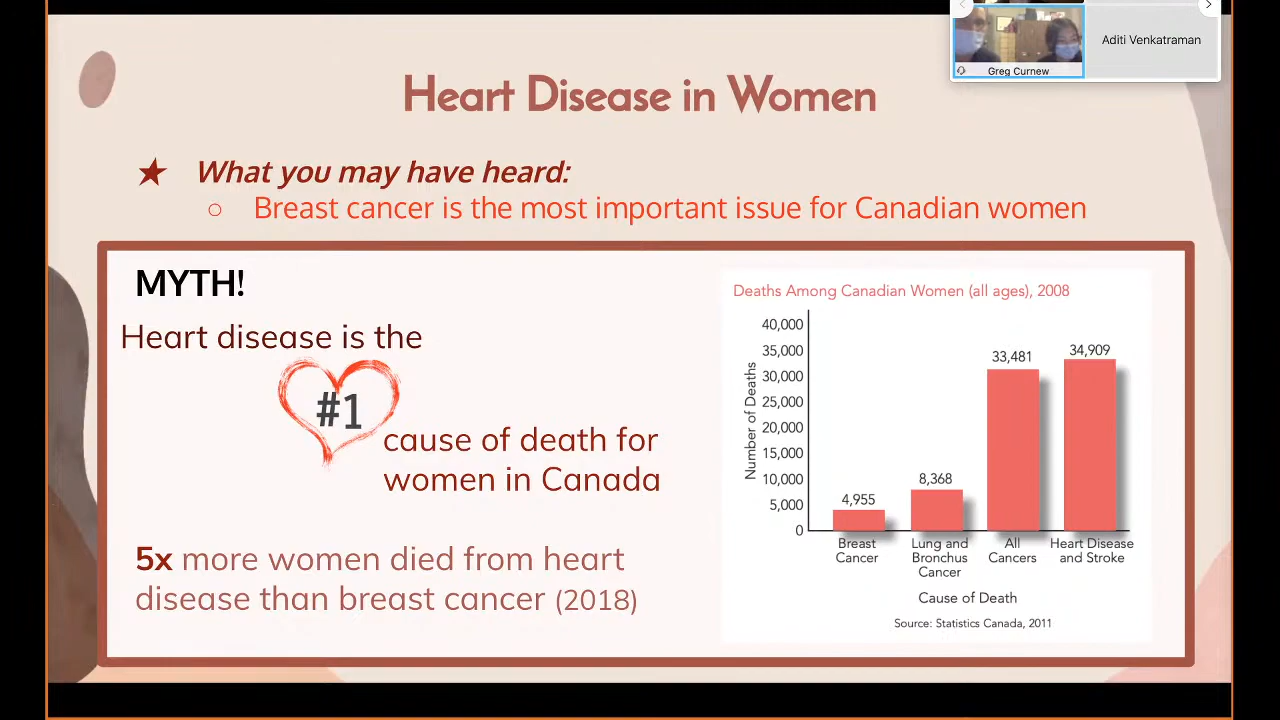 Aditi Venkatraman
Greg Curnew
Heart Disease in Women
★ What you may have heard:
○ Breast cancer is the most important issue for Canadian women
MYTH!
Heart disease is the
#1
cause of death for
women in Canada
5x more women died from heart
disease than breast cancer (2018)
Deaths Among Canadian Women (all ages), 2008
Number of Deaths
40,000
35,000
30,000
25,000
20,000
15,000
10,000
5,000
0
4,955
8,368
33,481
34,909
Breast
Cancer
Lung and
Bronchus
Cancer
All
Cancers
Heart Disease
and Stroke
Cause of Death
Source: Statistics Canada, 2011